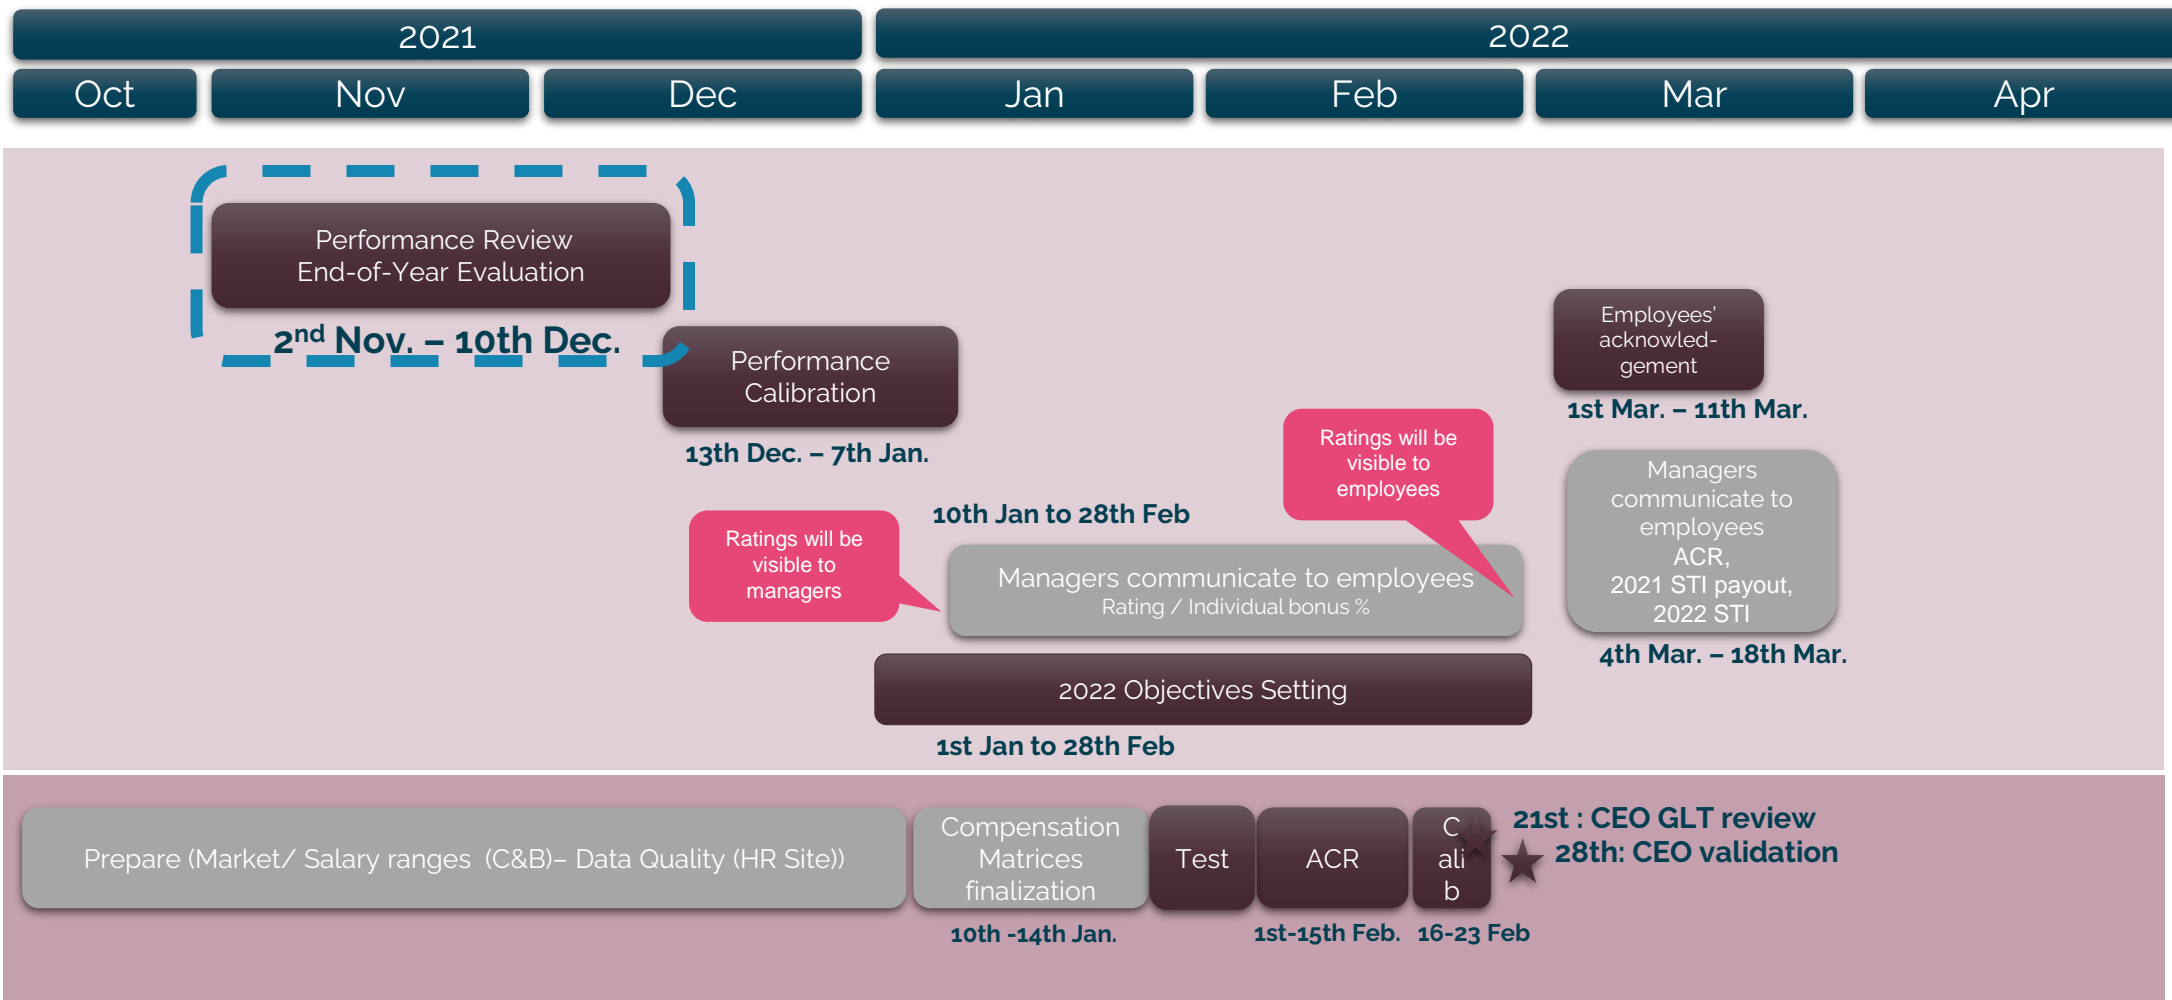 2021
2022
Oct
Nov
Dec
Jan
Feb
Mar
Apr
Performance Review
End-of-Year Evaluation
2nd Nov. – 10th Dec.
Performance
Calibration
13th Dec. – 7th Jan.
Employees’
acknowled-
gement
1st Mar. – 11th Mar.
Ratings will be
visible to
employees
Managers
communicate to
employees
ACR,
2021 STI payout,
2022 STI
4th Mar. – 18th Mar.
10th Jan to 28th Feb
Ratings will be
visible to
managers
Managers communicate to employees
Rating / Individual bonus %
2022 Objectives Setting
1st Jan to 28th Feb
Prepare (Market/ Salary ranges (C&B)– Data Quality (HR Site))
Compensation
Matrices
finalization
10th -14th Jan.
Test
ACR
1st-15th Feb.
C
ali
b
16-23 Feb
21st : CEO GLT review
28th: CEO validation